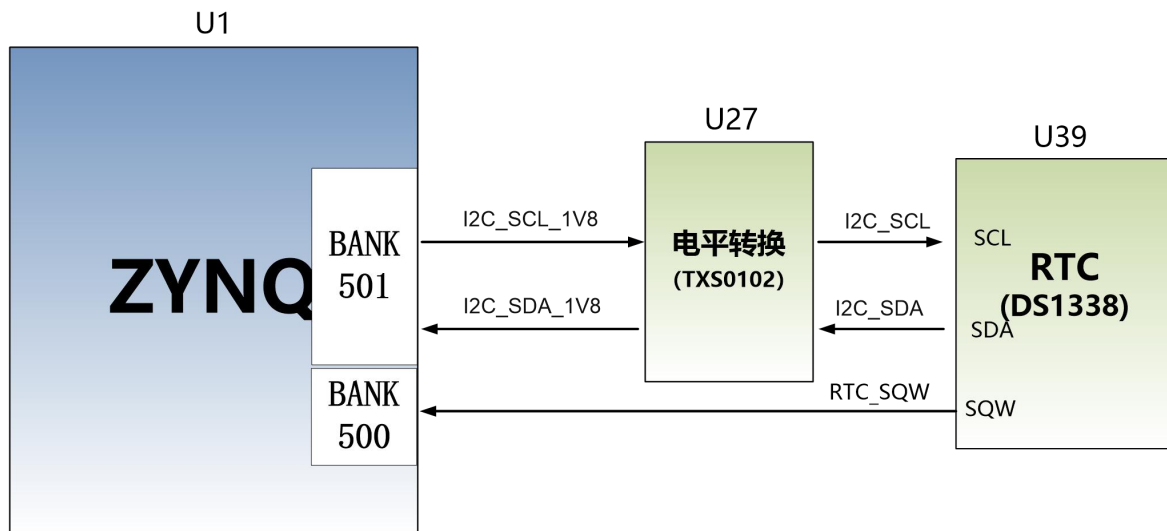 U1
U27
U39
ZYNQ
BANK
501
BANK
500
I2C_SCL_1V8
I2C_SDA_1V8
电平转换
(TXS0102)
I2C_SCL
I2C_SDA
RTC_SQW
SCL
RTC
(DS1338)
SDA
SQW